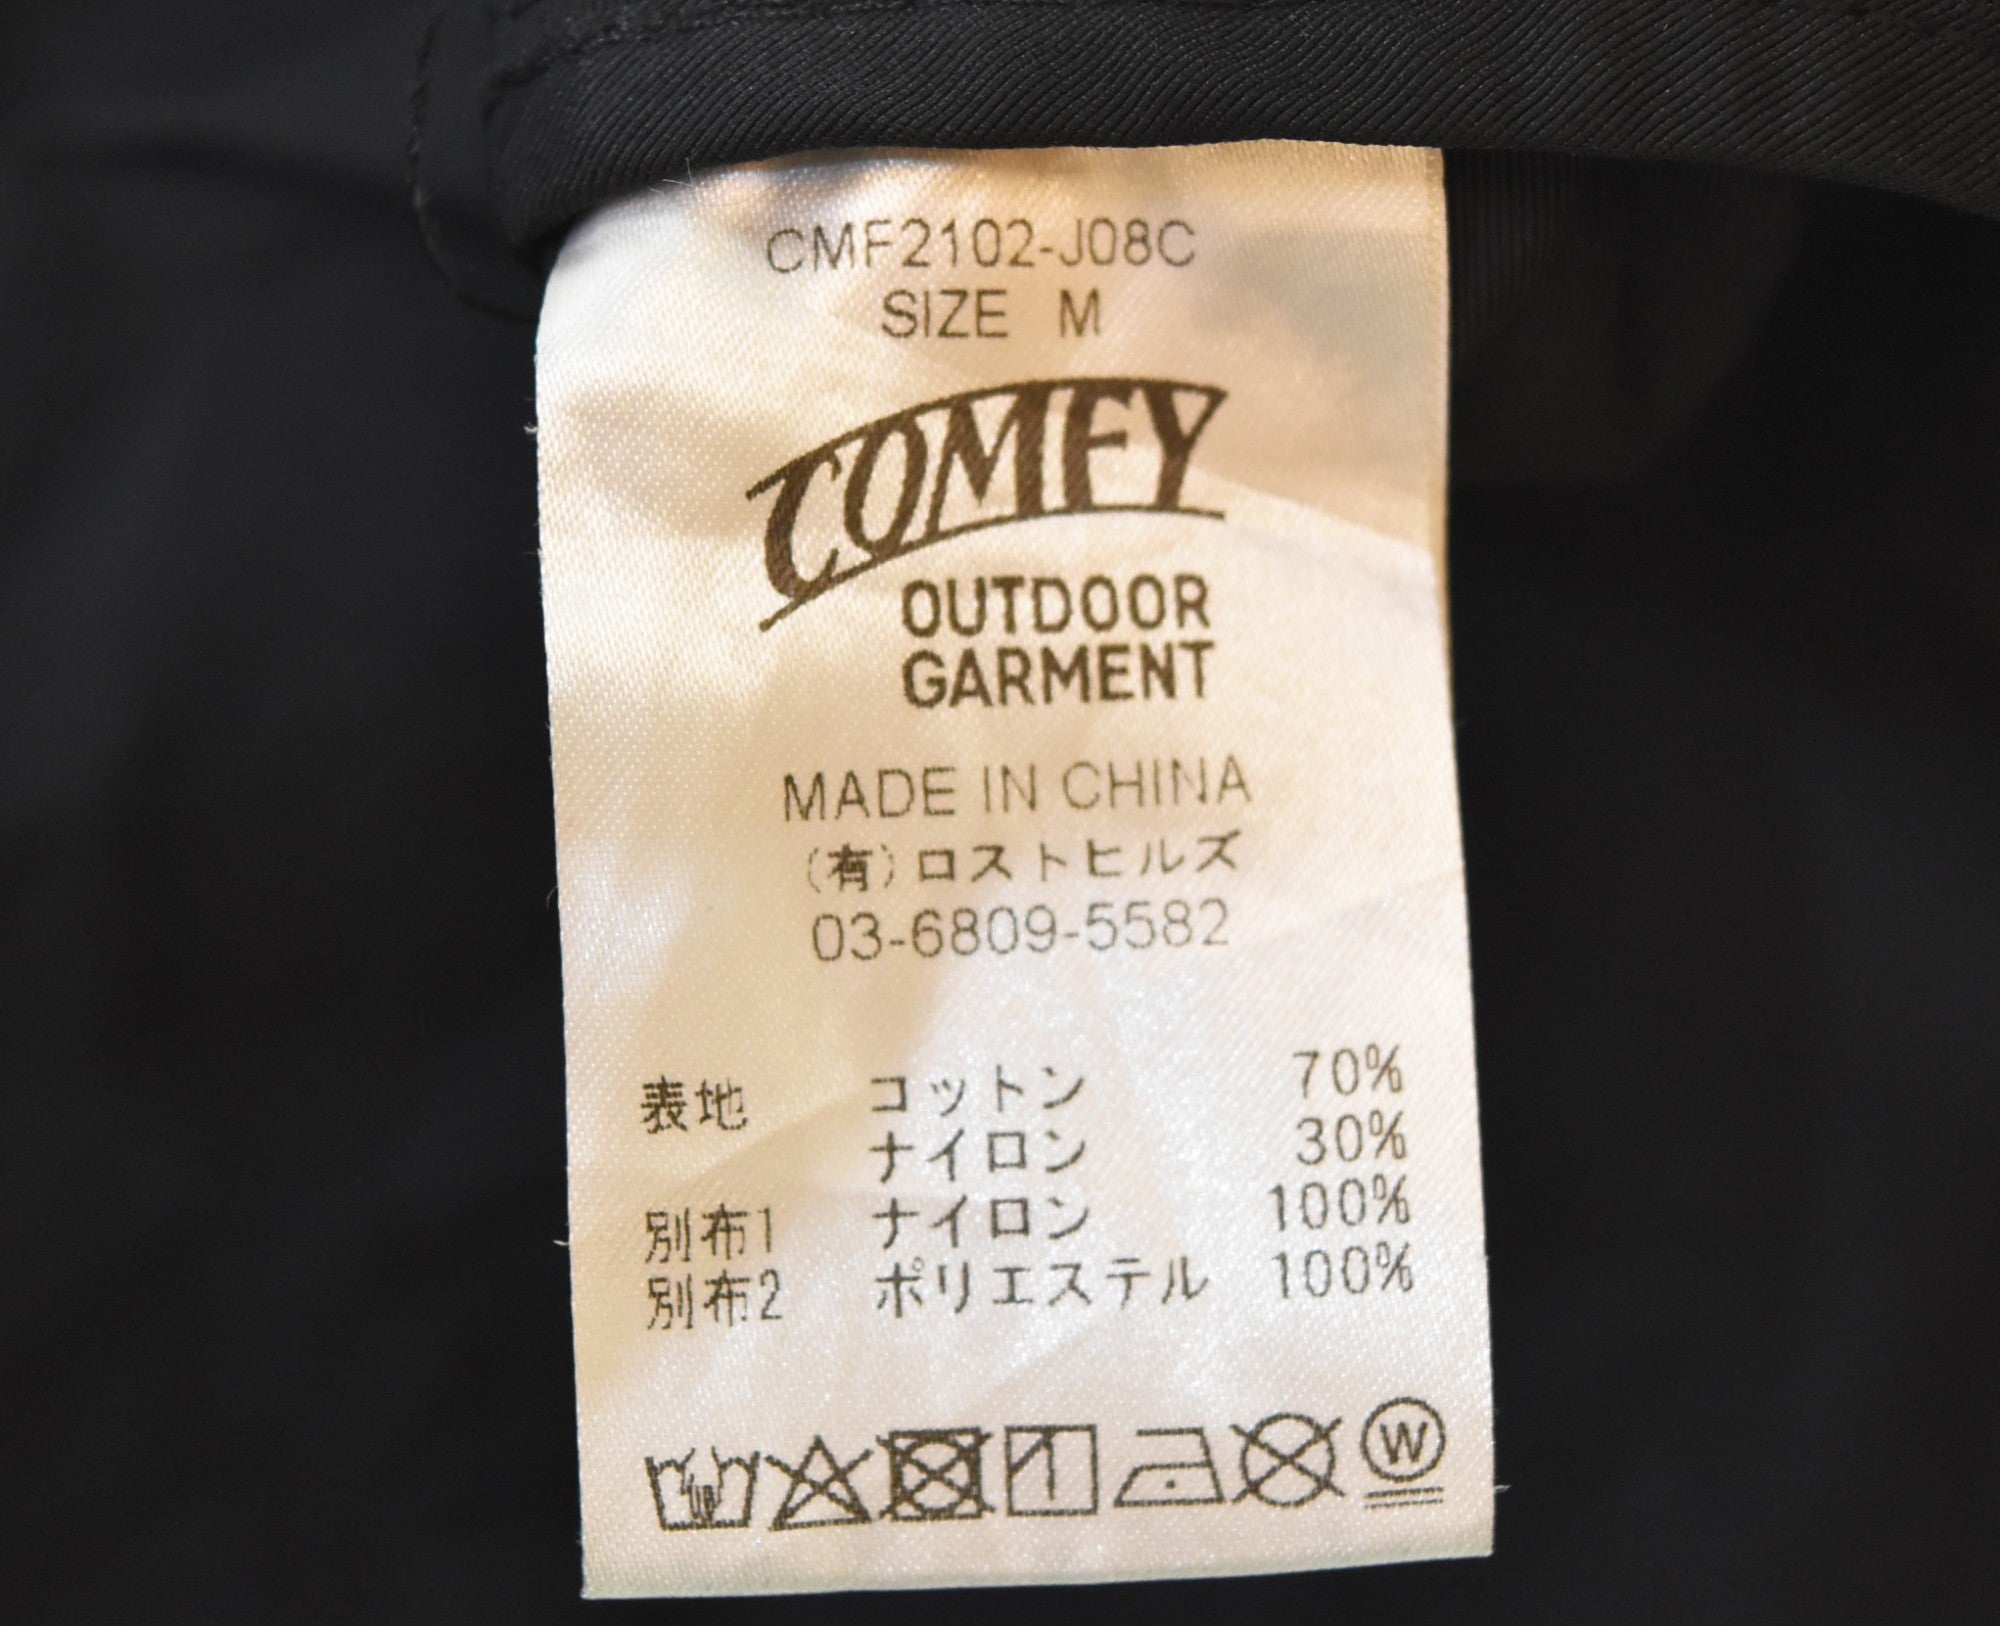 CMF2102-J08C
SIZE M
COMFY
OUTDOOR
GARMENT
MADE IN CHINA
(有)ロストヒルズ
03-6809-5582
表地 コットン 70%
ナイロン 30%
別布1 ナイロン 100%
別布2 ポリエステル 100%
W